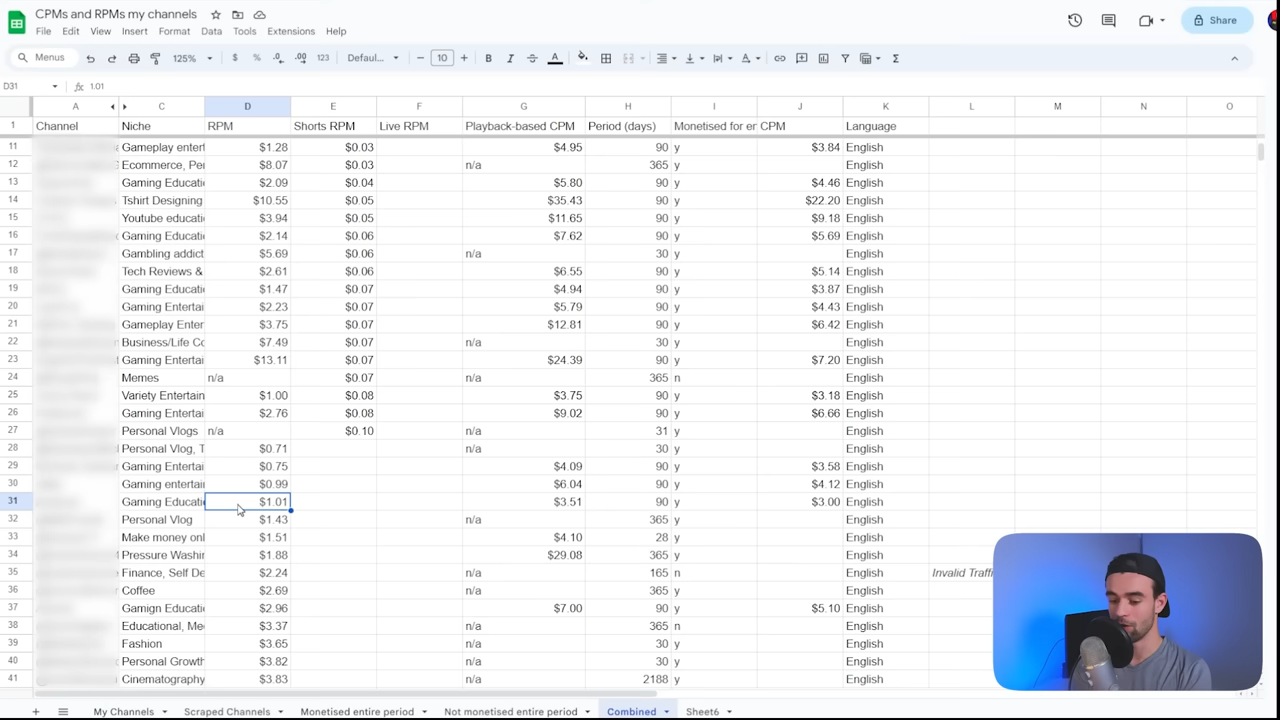 CPMs and RPMs my channels
File Edit View Insert Format Data Tools Extensions Help
Share
Menus 125% $ % .0 .00 123 Defaul... 10 B I A Σ
D31 fx 1.01
A C D E F G H I J K L M N O
1 Channel Niche RPM Shorts RPM Live RPM Playback-based CPM Period (days) Monetised for er CPM Language
11 Gameplay entert $1.28 $0.03 $4.95 90 y $3.84 English
12 Ecommerce, Per $8.07 $0.03 n/a 365 y English
13 Gaming Educati $2.09 $0.04 $5.80 90 y $4.46 English
14 Tshirt Designing $10.55 $0.05 $35.43 90 y $22.20 English
15 Youtube educati $3.94 $0.05 $11.65 90 y $9.18 English
16 Gaming Educati $2.14 $0.06 $7.62 90 y $5.69 English
17 Gambling addict $5.69 $0.06 n/a 30 y English
18 Tech Reviews & $2.61 $0.06 $6.55 90 y $5.14 English
19 Gaming Educati $1.47 $0.07 $4.94 90 y $3.87 English
20 Gaming Entertai $2.23 $0.07 $5.79 90 y $4.43 English
21 Gameplay Enter $3.75 $0.07 $12.81 90 y $6.42 English
22 Business/Life Co $7.49 $0.07 n/a 30 y English
23 Gaming Entertai $13.11 $0.07 $24.39 90 y $7.20 English
24 Memes n/a $0.07 n/a 365 n English
25 Variety Entertain $1.00 $0.08 $3.75 90 y $3.18 English
26 Gaming Entertai $2.76 $0.08 $9.02 90 y $6.66 English
27 Personal Vlogs n/a $0.10 n/a 31 y English
28 Personal Vlog, T $0.71 n/a 30 y English
29 Gaming Entertai $0.75 $4.09 90 y $3.58 English
30 Gaming entertai $0.99 $6.04 90 y $4.12 English
31 Gaming Educati $1.01 $3.51 90 y $3.00 English
32 Personal Vlog $1.43 n/a 365 y English
33 Make money onl $1.51 $4.10 28 y English
34 Pressure Washin $1.88 $29.08 365 y English
35 Finance, Self De $2.24 n/a 165 n English Invalid Traffi
36 Coffee $2.69 n/a 365 y English
37 Gamign Educati $2.96 $7.00 90 y $5.10 English
38 Educational, Me $3.37 n/a 365 n English
39 Fashion $3.65 n/a 30 y English
40 Personal Growth $3.82 n/a 30 y English
41 Cinematography $3.83 n/a 2188 y English
My Channels Scraped Channels Monetised entire period Not monetised entire period Combined Sheet6